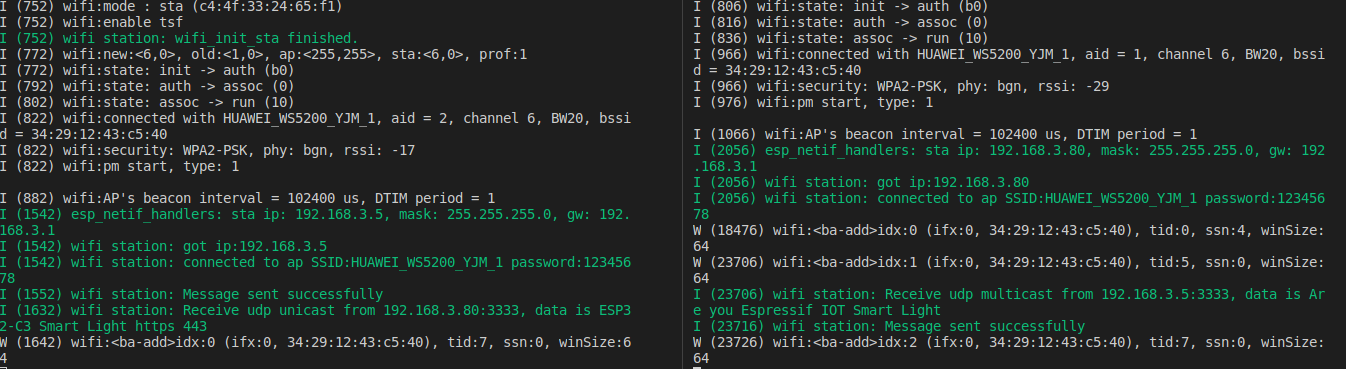 I (752) wifi:mode : sta (c4:4f:33:24:65:f1)
I (752) wifi:enable tsf
I (752) wifi station: wifi_init_sta finished.
I (772) wifi:new:<6,0>, old:<1,0>, ap:<255,255>, sta:<6,0>, prof:1
I (772) wifi:state: init -> auth (b0)
I (792) wifi:state: auth -> assoc (0)
I (802) wifi:state: assoc -> run (10)
I (822) wifi:connected with HUAWEI_WS5200_YJM_1, aid = 2, channel 6, BW20, bssi
d = 34:29:12:43:c5:40
I (822) wifi:security: WPA2-PSK, phy: bgn, rssi: -17
I (822) wifi:pm start, type: 1
I (882) wifi:AP's beacon interval = 102400 us, DTIM period = 1
I (1542) esp_netif_handlers: sta ip: 192.168.3.5, mask: 255.255.255.0, gw: 192.
168.3.1
I (1542) wifi station: got ip:192.168.3.5
I (1542) wifi station: connected to ap SSID:HUAWEI_WS5200_YJM_1 password:123456
78
I (1552) wifi station: Message sent successfully
I (1632) wifi station: Receive udp unicast from 192.168.3.80:3333, data is ESP3
2-C3 Smart Light https 443
W (1642) wifi:<ba-add>idx:0 (ifx:0, 34:29:12:43:c5:40), tid:7, ssn:0, winSize:6
4
I (806) wifi:state: init -> auth (b0)
I (816) wifi:state: auth -> assoc (0)
I (836) wifi:state: assoc -> run (10)
I (966) wifi:connected with HUAWEI_WS5200_YJM_1, aid = 1, channel 6, BW20, bssi
d = 34:29:12:43:c5:40
I (966) wifi:security: WPA2-PSK, phy: bgn, rssi: -29
I (976) wifi:pm start, type: 1
I (1066) wifi:AP's beacon interval = 102400 us, DTIM period = 1
I (2056) esp_netif_handlers: sta ip: 192.168.3.80, mask: 255.255.255.0, gw: 192
.168.3.1
I (2056) wifi station: got ip:192.168.3.80
I (2056) wifi station: connected to ap SSID:HUAWEI_WS5200_YJM_1 password:123456
78
W (18476) wifi:<ba-add>idx:0 (ifx:0, 34:29:12:43:c5:40), tid:0, ssn:4, winSize:
64
W (23706) wifi:<ba-add>idx:1 (ifx:0, 34:29:12:43:c5:40), tid:5, ssn:0, winSize:
64
I (23706) wifi station: Receive udp multicast from 192.168.3.5:3333, data is Ar
e you Espressif IOT Smart Light
I (23716) wifi station: Message sent successfully
W (23726) wifi:<ba-add>idx:2 (ifx:0, 34:29:12:43:c5:40), tid:7, ssn:0, winSize:
64